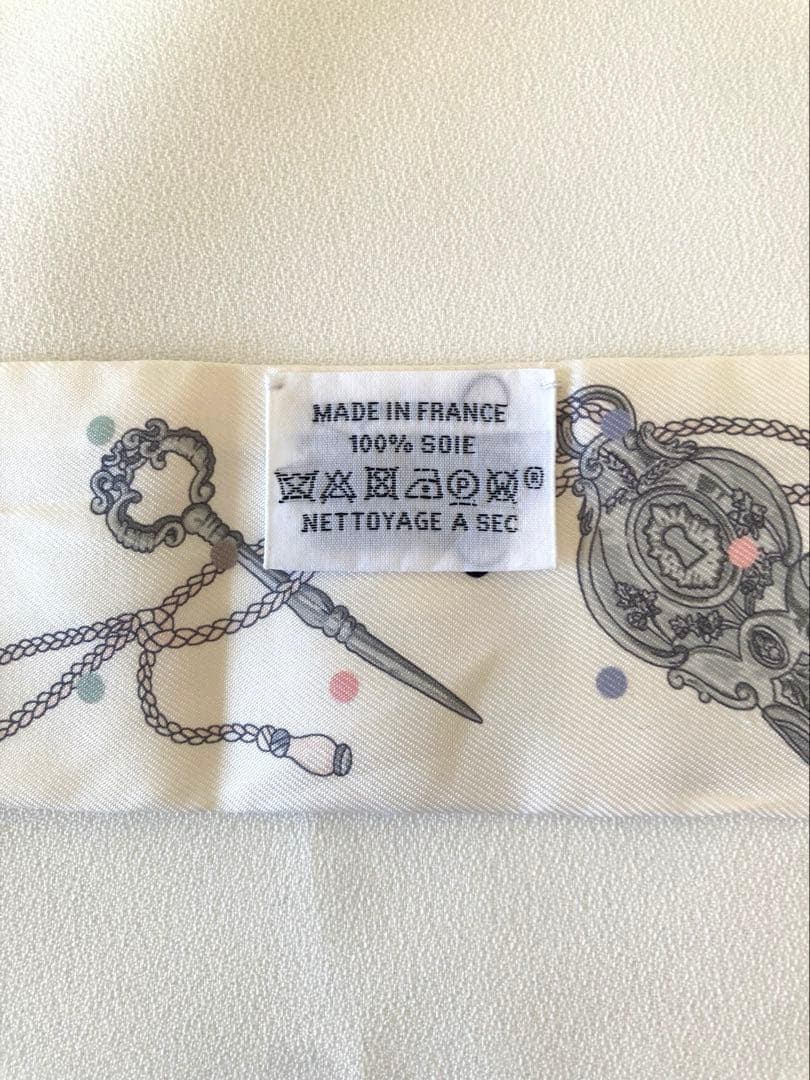 MADE IN FRANCE
100% SOIE
P W ®
NETTOYAGE A SEC